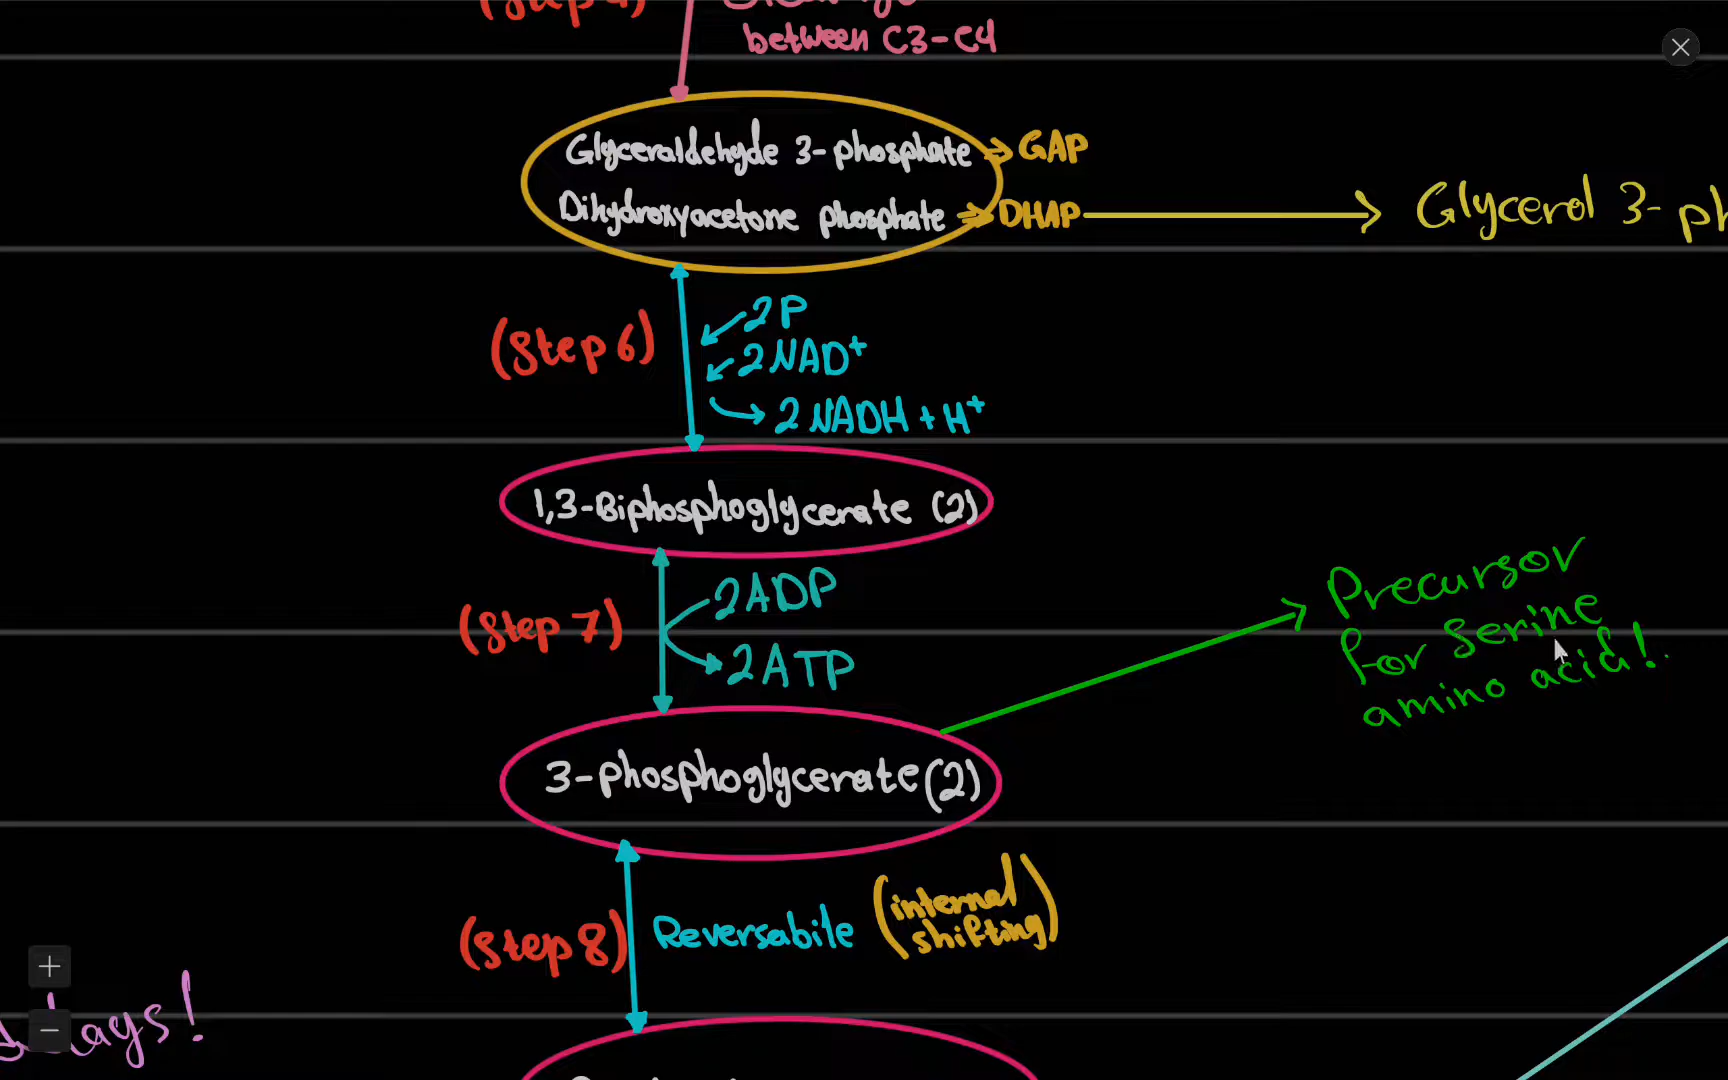 between C3-C4
Glyceraldehyde 3-phosphate → GAP
Dihydroxyacetone phosphate → DHAP → Glycerol 3-ph
(Step 6)
2P
2NAD+
2 NADH + H+
1,3-Biphosphoglycerate (2)
(Step 7)
2ADP
2ATP
Precursor
for serine
amino acid!.
3-phosphoglycerate (2)
(Step 8)
Reversabile
(internal
shifting)
+
−